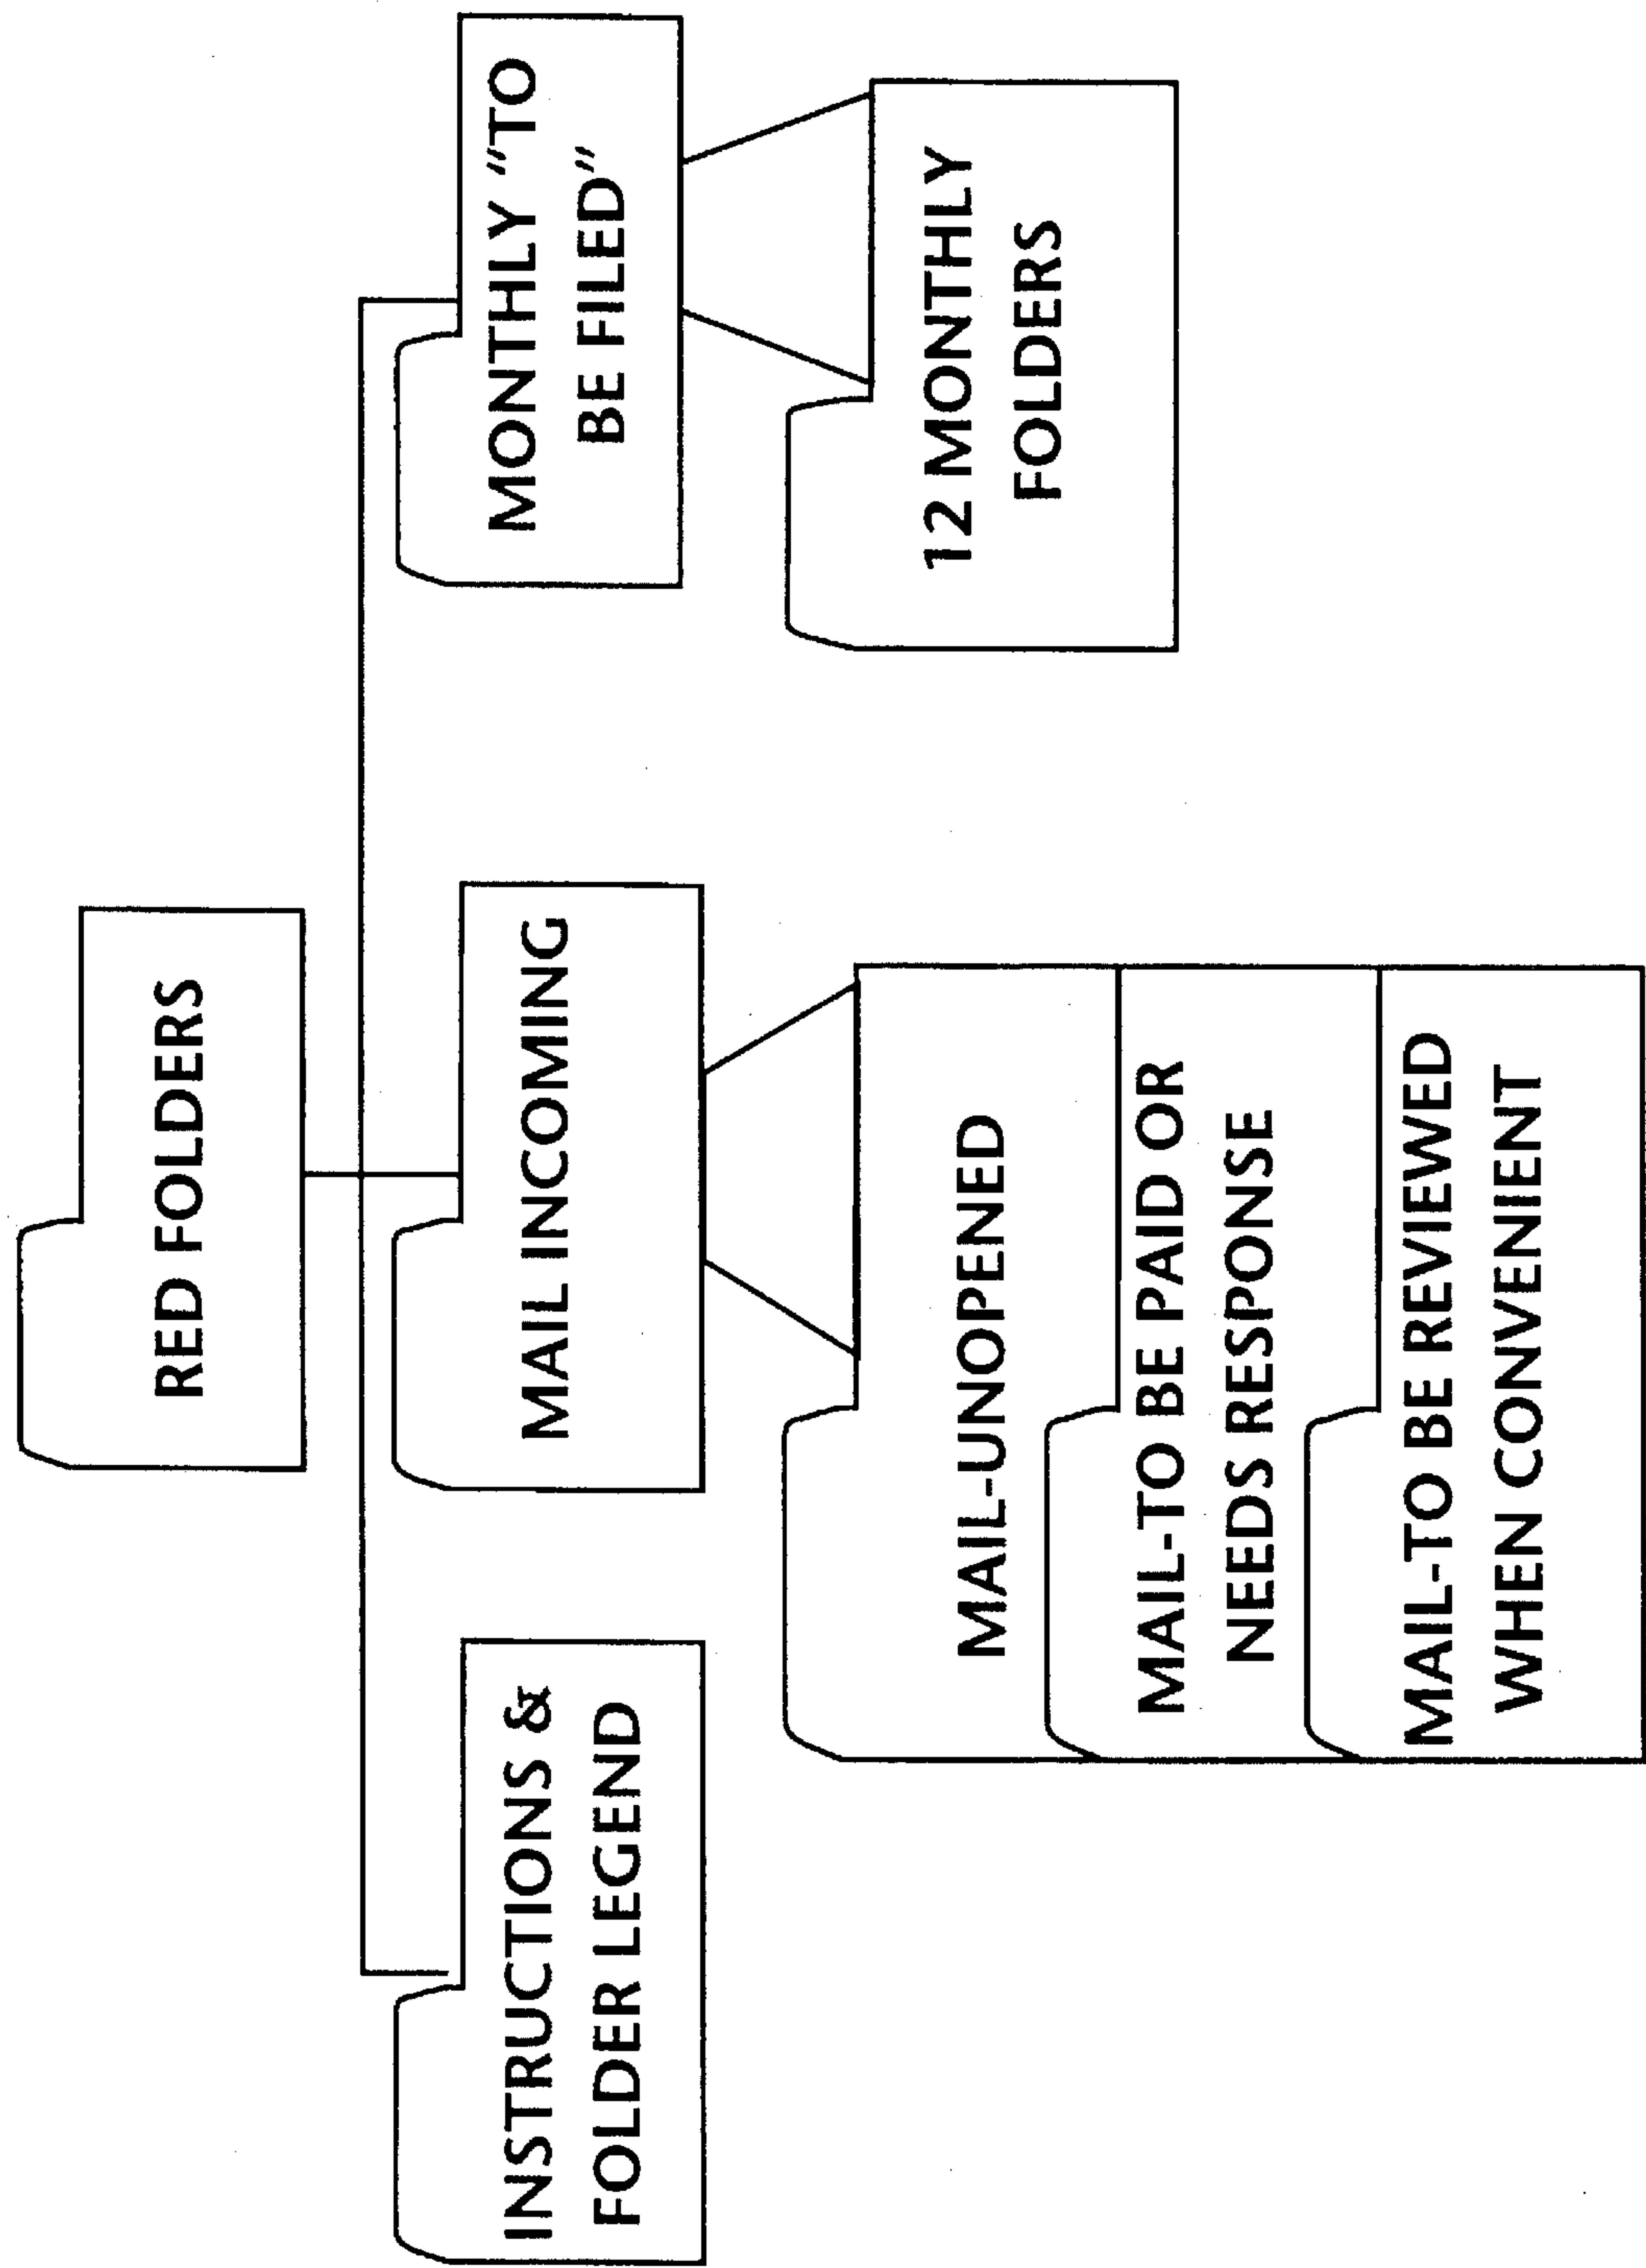 RED FOLDERS
INSTRUCTIONS &
FOLDER LEGEND
MAIL INCOMING
MONTHLY "TO
BE FILED"
MAIL-UNOPENED
MAIL-TO BE PAID OR
NEEDS RESPONSE
MAIL-TO BE REVIEWED
WHEN CONVENIENT
12 MONTHLY
FOLDERS